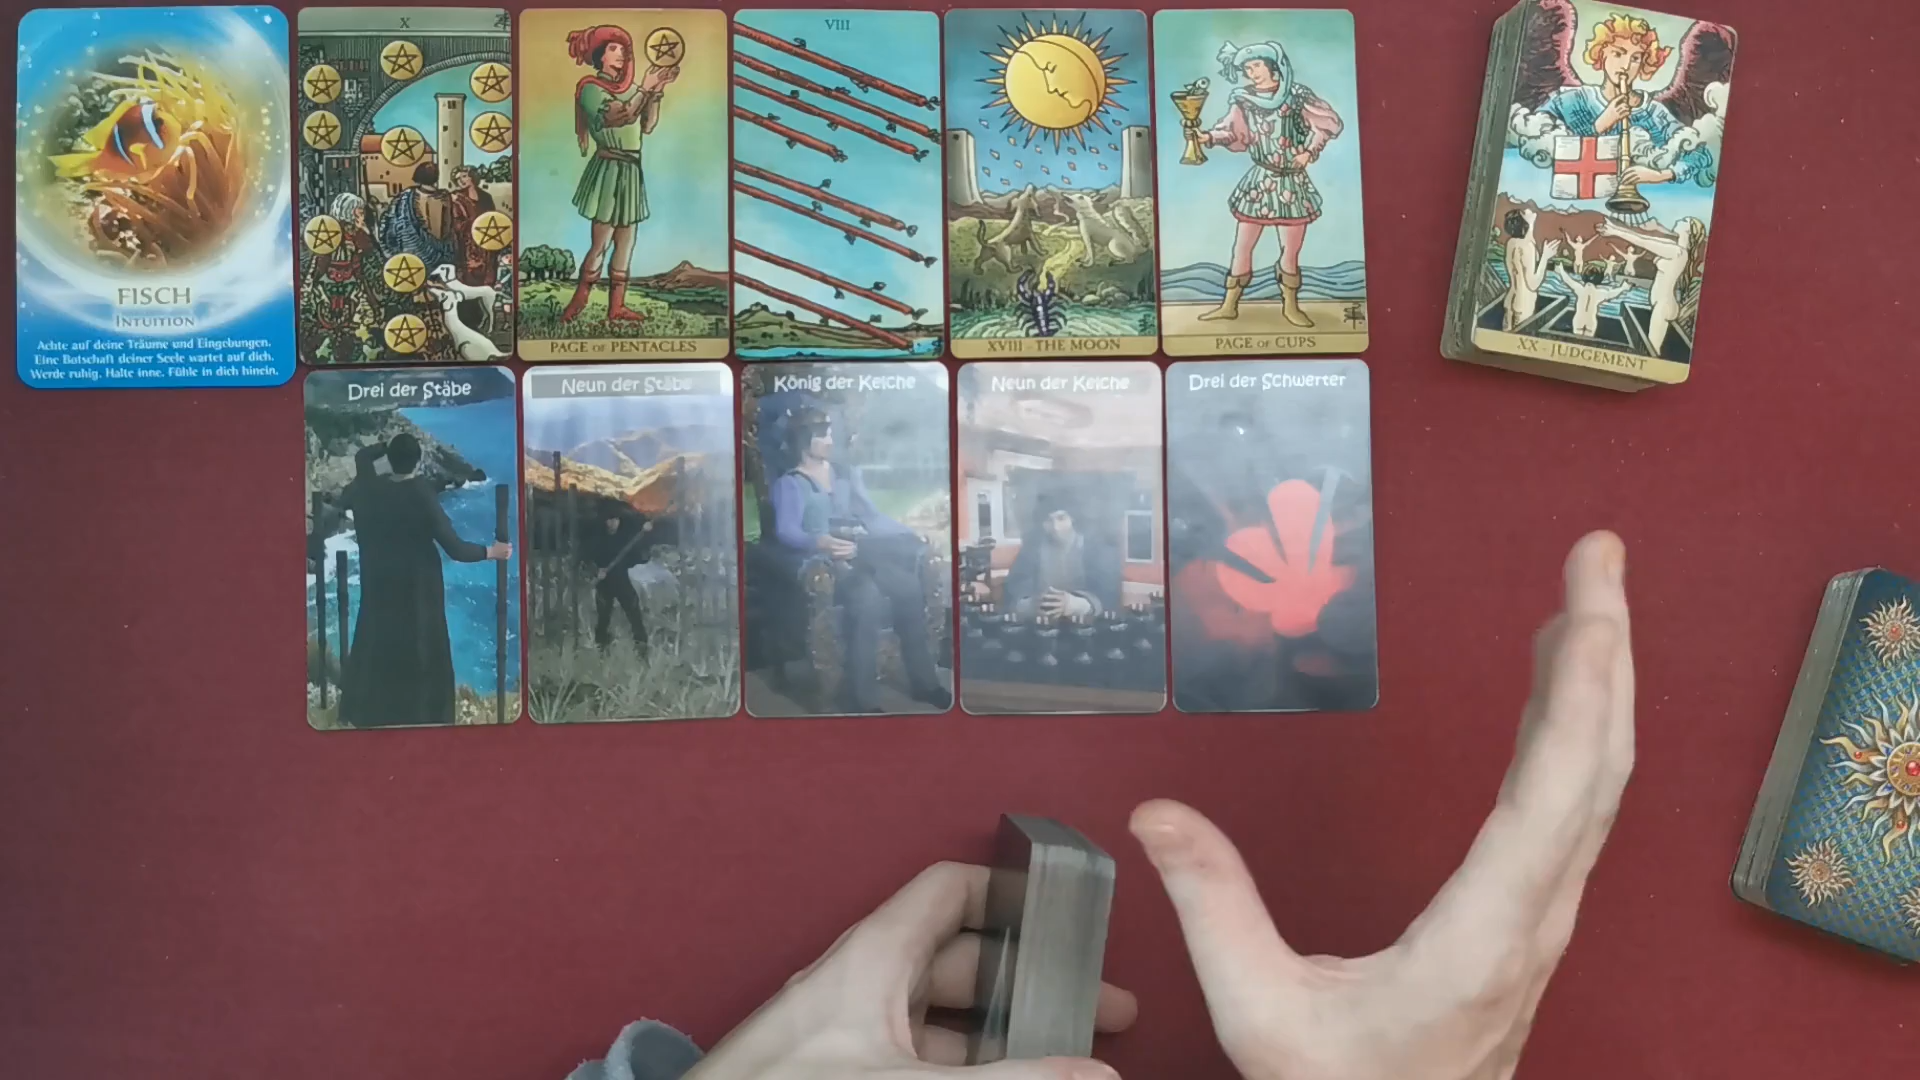 FISCH
INTUITION
Achte auf deine Träume und Eingebungen.
Eine Botschaft deiner Seele wartet auf dich.
Werde ruhig. Halte inne. Fühle in dich hinein.
X
PAGE OF PENTACLES
VIII
XVIII - THE MOON
PAGE OF CUPS
XX - JUDGEMENT
Drei der Stäbe
Neun der Stäbe
König der Kelche
Neun der Kelche
Drei der Schwerter